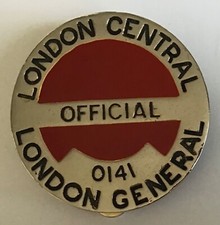 LONDON CENTRAL
OFFICIAL
0141
LONDON GENERAL